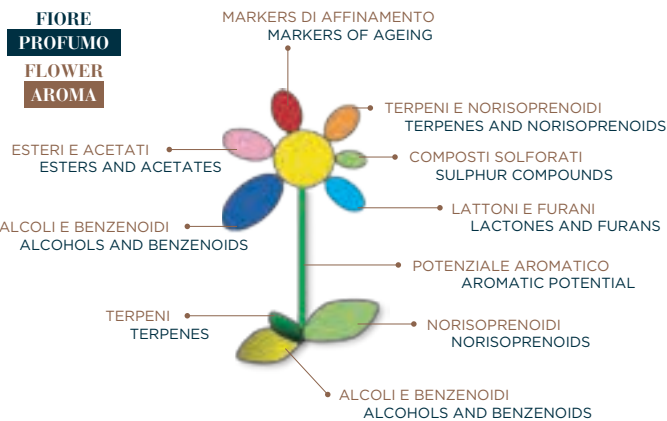 FIORE
PROFUMO
FLOWER
AROMA
MARKERS DI AFFINAMENTO
MARKERS OF AGEING
TERPENI E NORISOPRENOIDI
TERPENES AND NORISOPRENOIDS
ESTERI E ACETATI
ESTERS AND ACETATES
COMPOSTI SOLFORATI
SULPHUR COMPOUNDS
LATTONI E FURANI
LACTONES AND FURANS
ALCOLI E BENZENOIDI
ALCOHOLS AND BENZENOIDS
POTENZIALE AROMATICO
AROMATIC POTENTIAL
TERPENI
TERPENES
NORISOPRENOIDI
NORISOPRENOIDS
ALCOLI E BENZENOIDI
ALCOHOLS AND BENZENOIDS